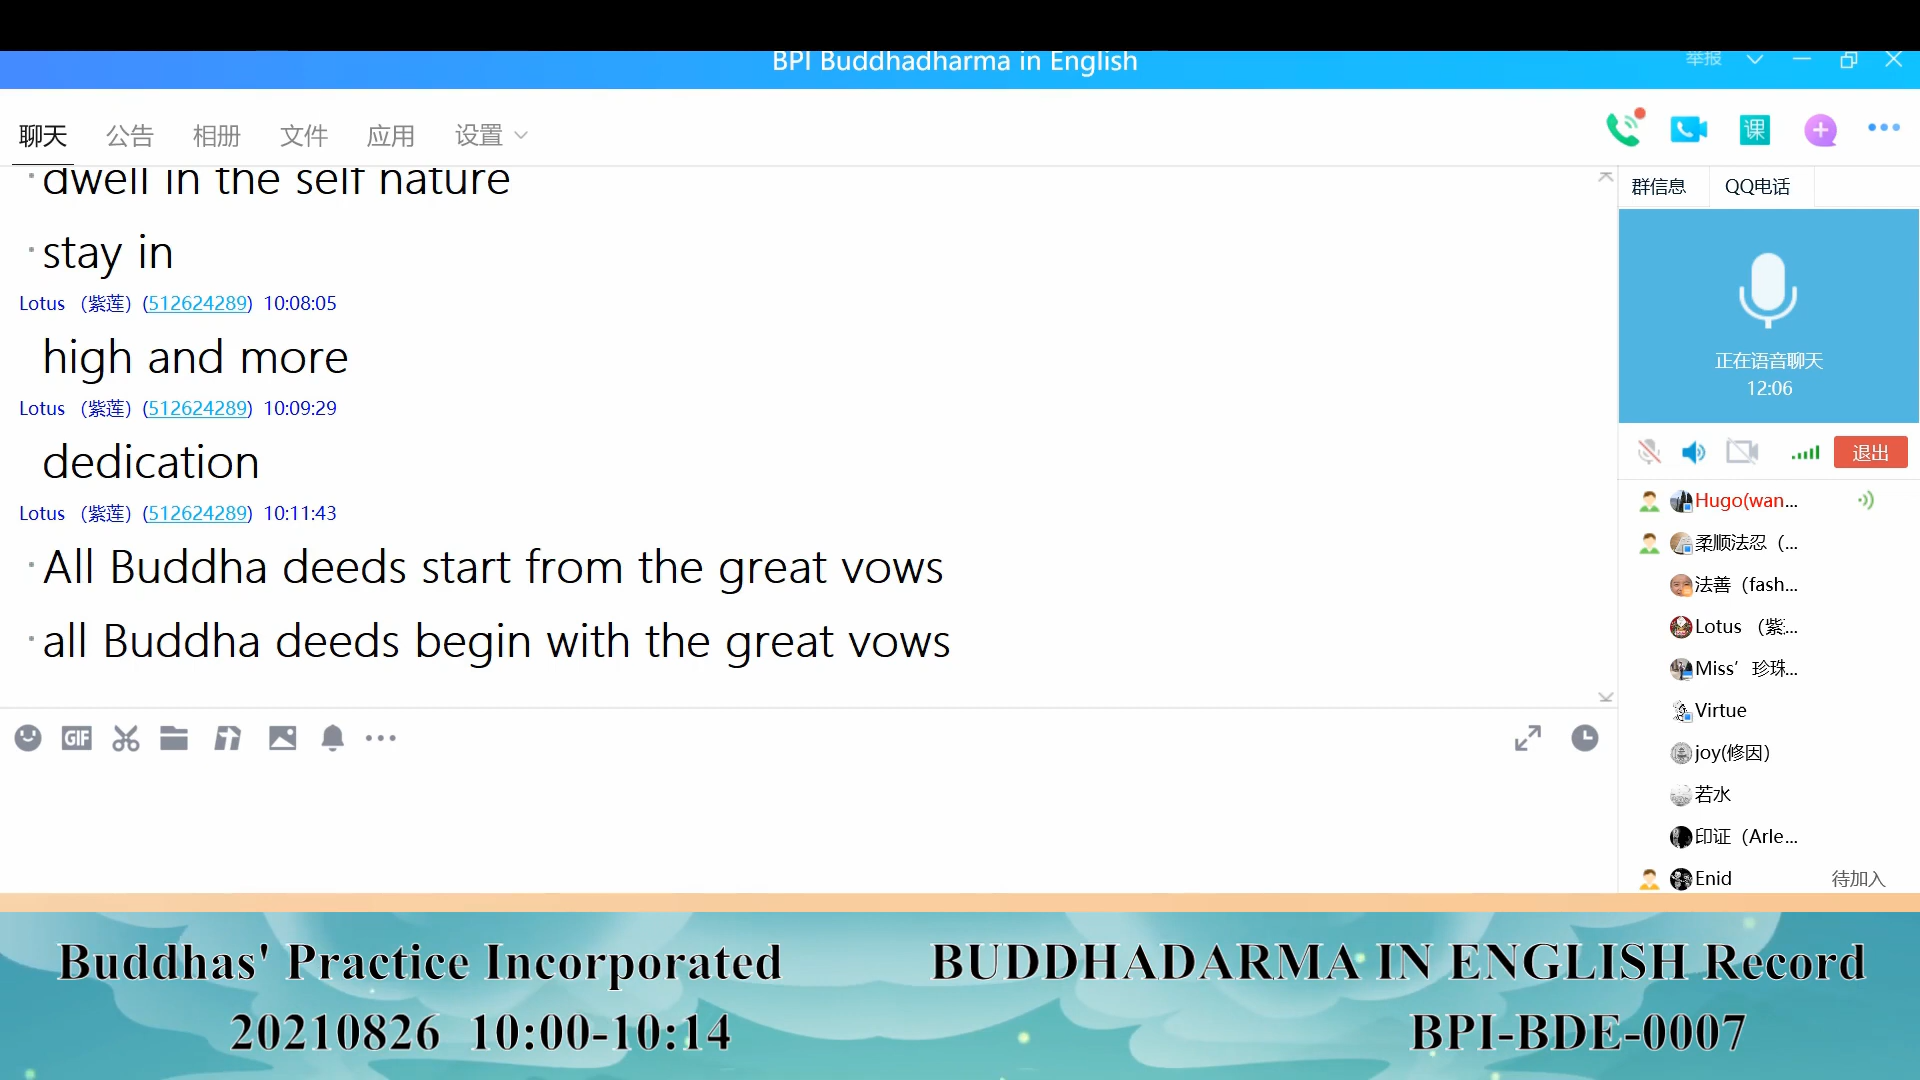 BPI Buddhadharma in English
举报
聊天 公告 相册 文件 应用 设置
课
dwell in the self nature
stay in
Lotus （紫莲）(512624289) 10:08:05
high and more
Lotus （紫莲）(512624289) 10:09:29
dedication
Lotus （紫莲）(512624289) 10:11:43
All Buddha deeds start from the great vows
all Buddha deeds begin with the great vows
GIF
群信息 QQ电话
正在语音聊天
12:06
退出
Hugo(wan...
柔顺法忍（...
法善（fash...
Lotus （紫...
Miss’ 珍珠...
Virtue
joy(修因)
若水
印证（Arle...
Enid 待加入
Buddhas' Practice Incorporated
20210826 10:00-10:14
BUDDHADARMA IN ENGLISH Record
BPI-BDE-0007